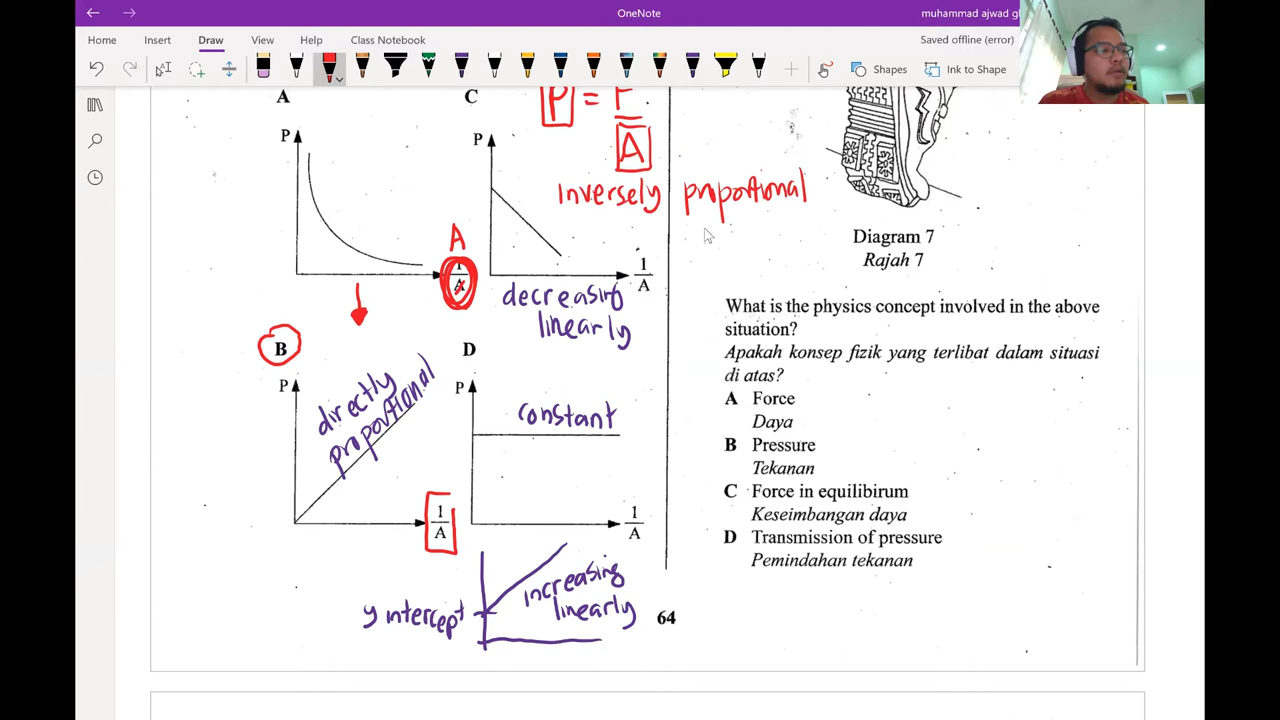 OneNote
muhammad ajwad gh
Home Insert Draw View Help Class Notebook
Saved offline (error)
Shapes
Ink to Shape
A
C
P = F
A
P
P
inversely proportional
A
1
A
1
A
decreasing
linearly
B
D
P
P
directly
proportional
constant
1
A
1
A
y intercept
increasing
linearly
64
Diagram 7
Rajah 7
What is the physics concept involved in the above
situation?
Apakah konsep fizik yang terlibat dalam situasi
di atas?
A Force
Daya
B Pressure
Tekanan
C Force in equilibirum
Keseimbangan daya
D Transmission of pressure
Pemindahan tekanan